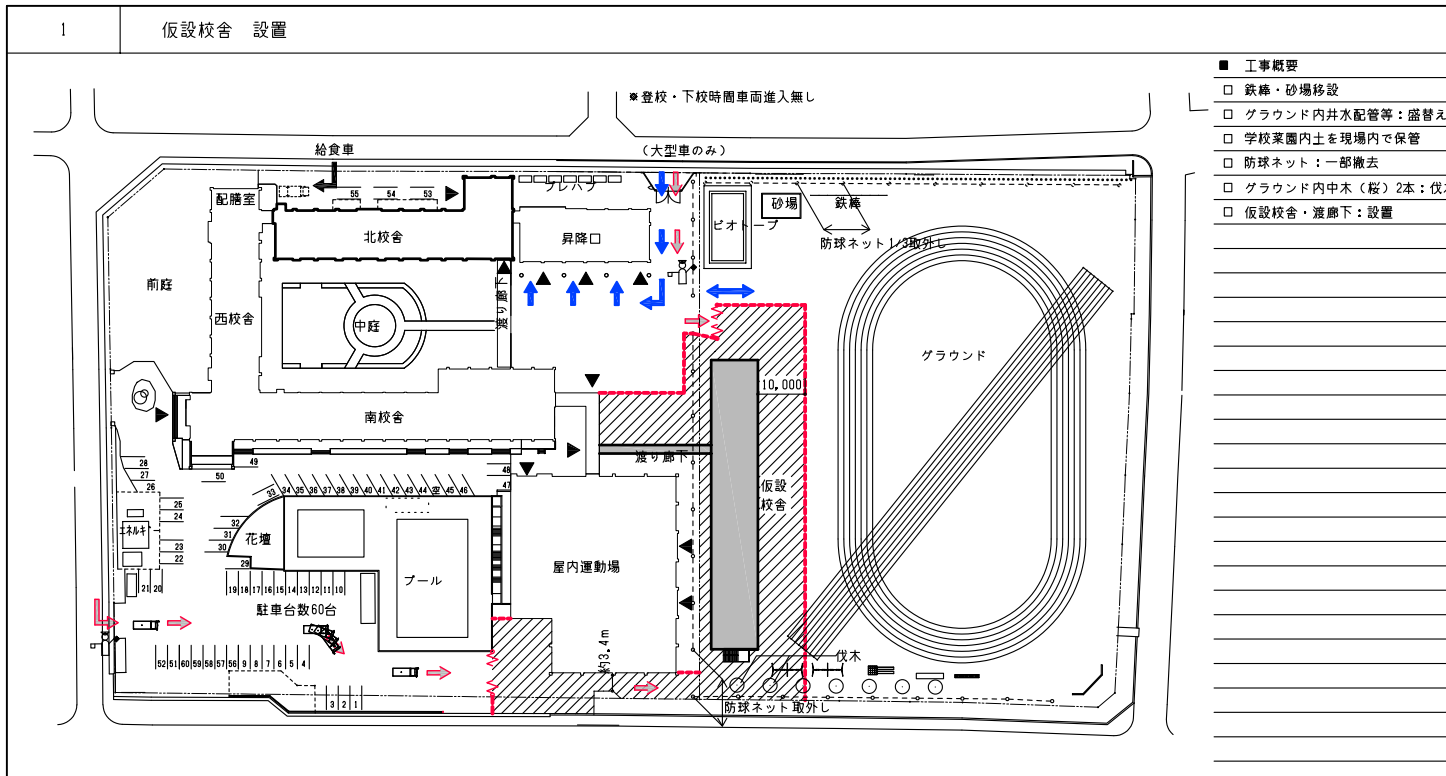 1
仮設校舎 設置
■ 工事概要
□ 鉄棒・砂場移設
□ グラウンド内井水配管等：盛替え
□ 学校菜園内土を現場内で保管
□ 防球ネット：一部撤去
□ グラウンド内中木（桜）2本：伐
□ 仮設校舎・渡廊下：設置
※登校・下校時間車両進入無し
（大型車のみ）
給食車
配膳室
55 54 53
プレハブ
北校舎
昇降口
ビオトープ
砂場
鉄棒
防球ネット1/3取外し
前庭
西校舎
中庭
渡り廊下
グラウンド
10,000
南校舎
渡り廊下
仮設
校舎
28
27
26
25
24
23
22
21 20
エネルギー
49
50
48
47
33 34 35 36 37 38 39 40 41 42 43 44 45 46
32
31
30
29
花壇
プール
屋内運動場
19 18 17 16 15 14 13 12 11 10
駐車台数60台
52 51 60 59 58 57 56 9 8 7 6 5 4
3 2 1
約3.4m
伐木
防球ネット取外し